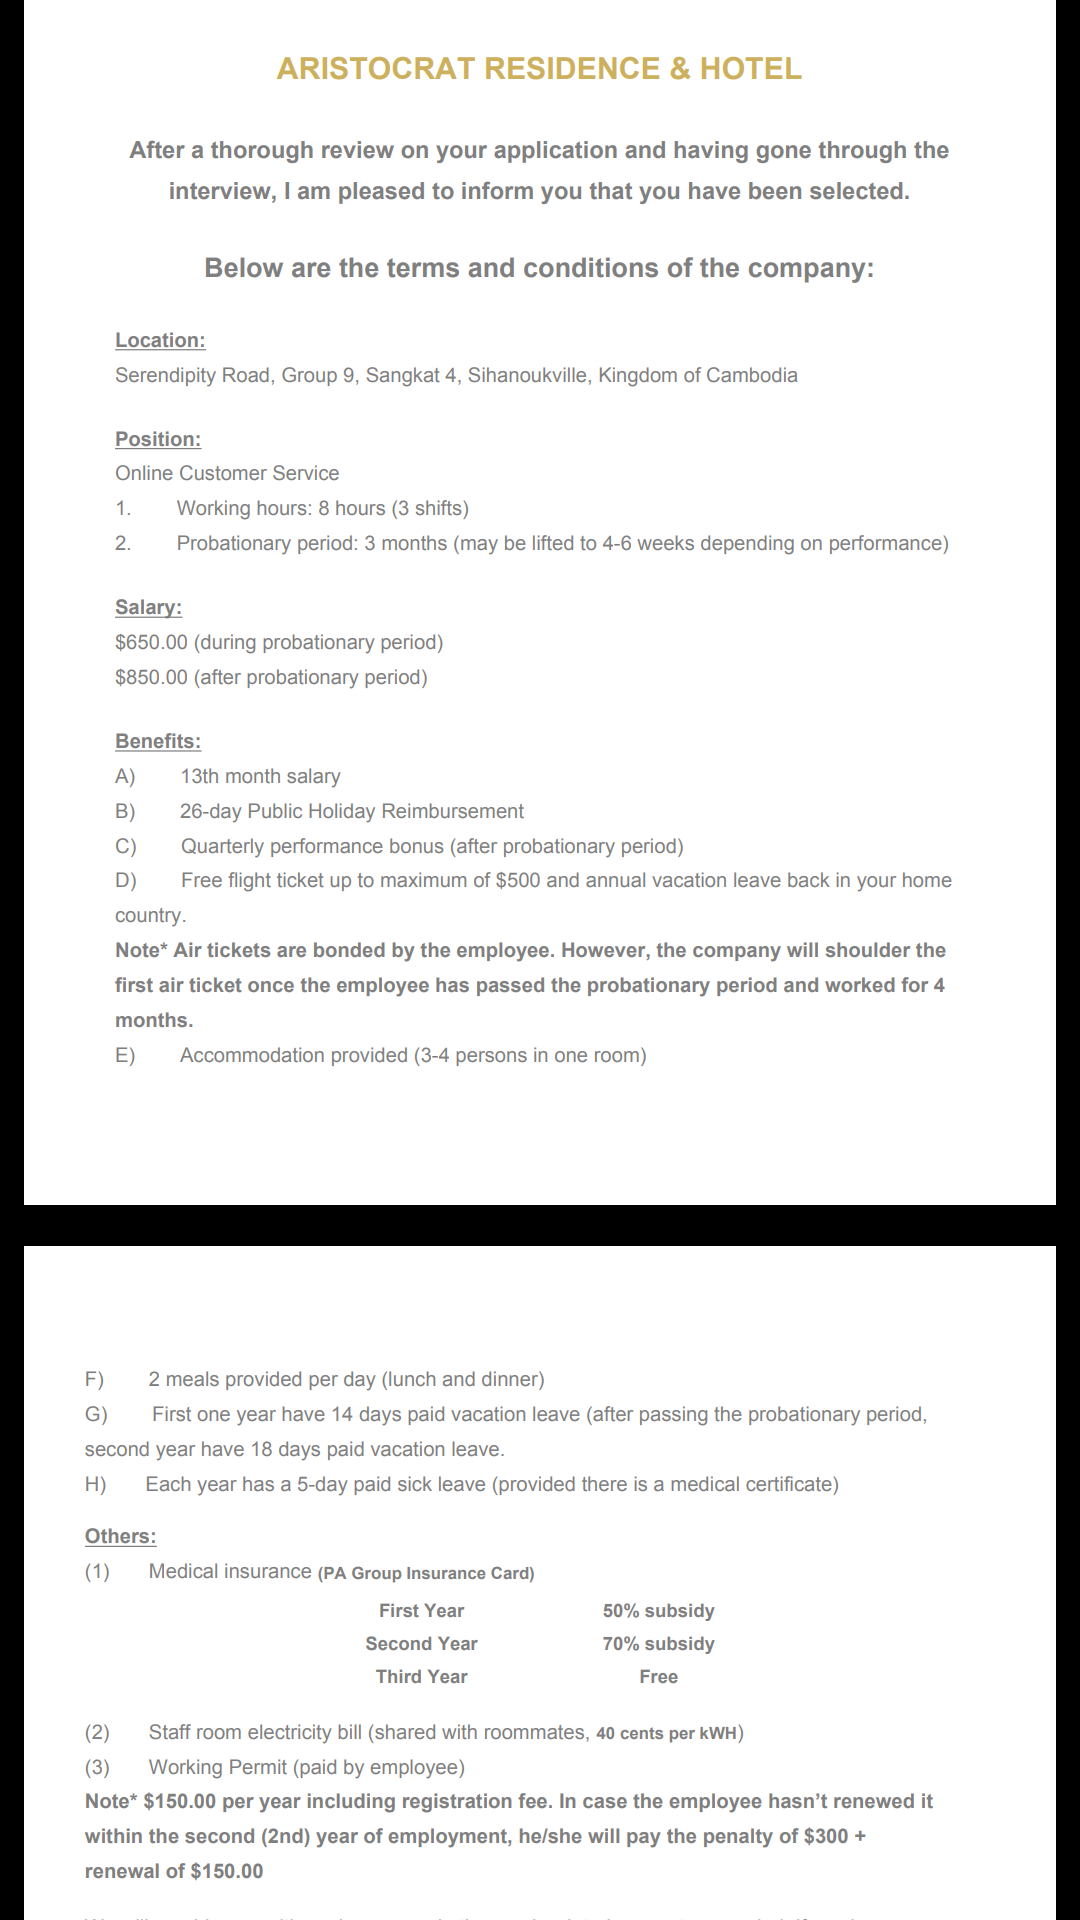 ARISTOCRAT RESIDENCE & HOTEL
After a thorough review on your application and having gone through the
interview, I am pleased to inform you that you have been selected.
Below are the terms and conditions of the company:
Location:
Serendipity Road, Group 9, Sangkat 4, Sihanoukville, Kingdom of Cambodia
Position:
Online Customer Service
1. Working hours: 8 hours (3 shifts)
2. Probationary period: 3 months (may be lifted to 4-6 weeks depending on performance)
Salary:
$650.00 (during probationary period)
$850.00 (after probationary period)
Benefits:
A) 13th month salary
B) 26-day Public Holiday Reimbursement
C) Quarterly performance bonus (after probationary period)
D) Free flight ticket up to maximum of $500 and annual vacation leave back in your home
country.
Note* Air tickets are bonded by the employee. However, the company will shoulder the
first air ticket once the employee has passed the probationary period and worked for 4
months.
E) Accommodation provided (3-4 persons in one room)
F) 2 meals provided per day (lunch and dinner)
G) First one year have 14 days paid vacation leave (after passing the probationary period,
second year have 18 days paid vacation leave.
H) Each year has a 5-day paid sick leave (provided there is a medical certificate)
Others:
(1) Medical insurance (PA Group Insurance Card)
First Year 50% subsidy
Second Year 70% subsidy
Third Year Free
(2) Staff room electricity bill (shared with roommates, 40 cents per kWH)
(3) Working Permit (paid by employee)
Note* $150.00 per year including registration fee. In case the employee hasn’t renewed it
within the second (2nd) year of employment, he/she will pay the penalty of $300 +
renewal of $150.00